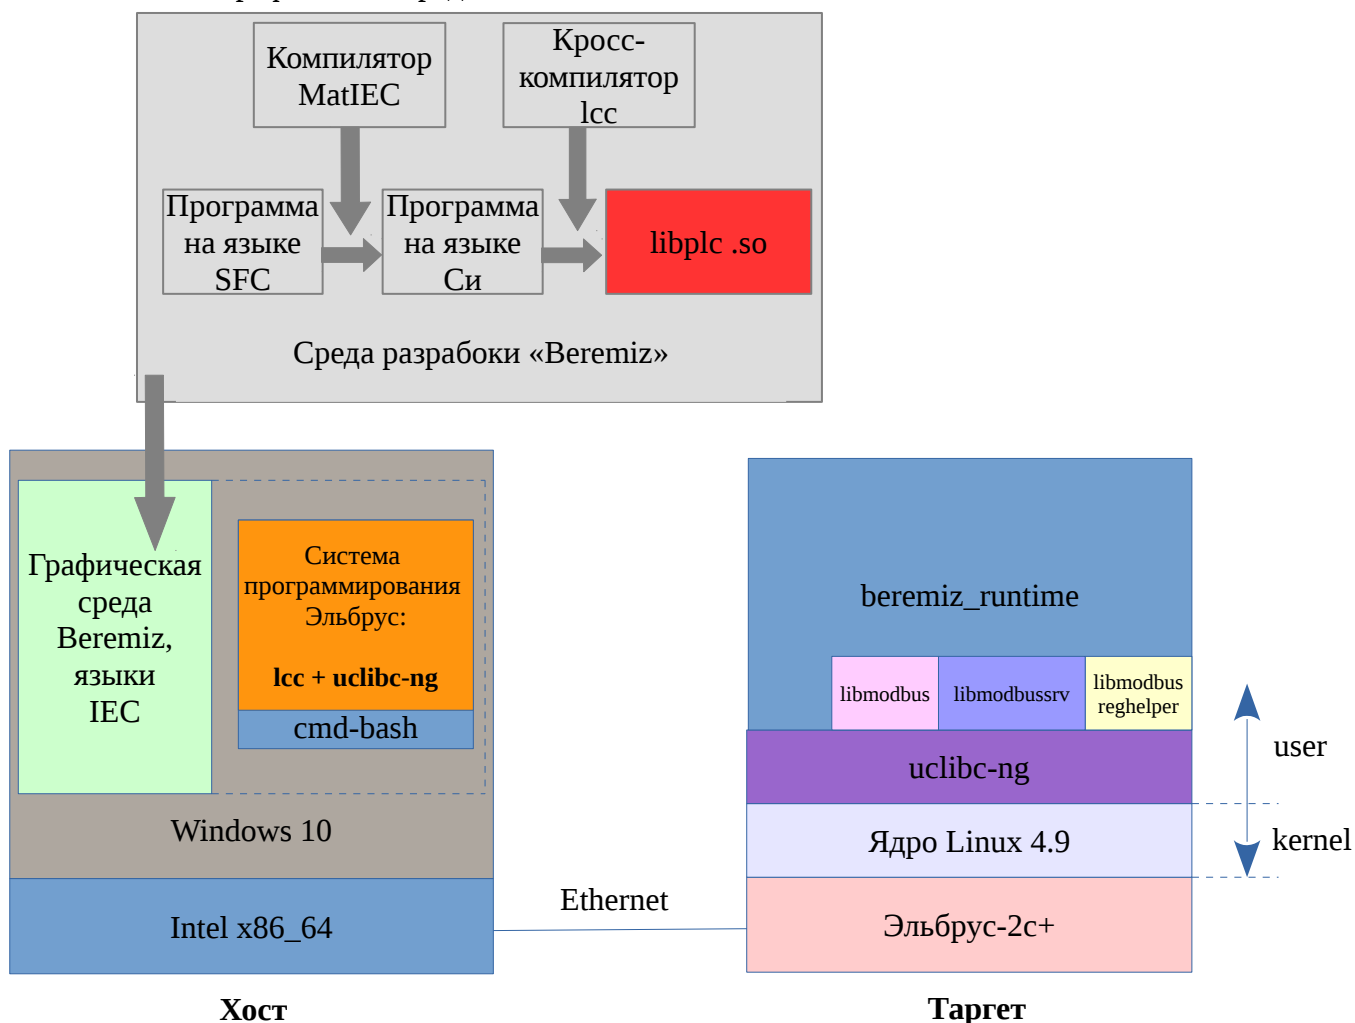 Компилятор
MatIEC
Кросс-
компилятор
lcc
Программа
на языке
SFC
Программа
на языке
Си
libplc .so
Среда разрабоки «Beremiz»
Графическая
среда
Beremiz,
языки
IEC
Система
программирования
Эльбрус:
lcc + uclibc-ng
cmd-bash
Windows 10
Intel x86_64
Хост
Ethernet
beremiz_runtime
libmodbus
libmodbussrv
libmodbus
reghelper
uclibc-ng
Ядро Linux 4.9
Эльбрус-2c+
Таргет
user
kernel